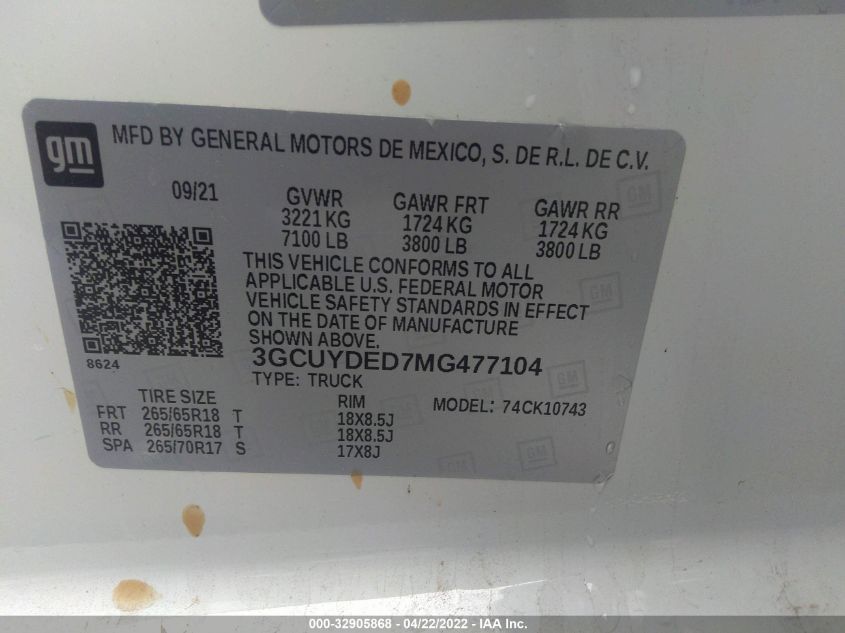 gm
MFD BY GENERAL MOTORS DE MEXICO, S. DE R.L. DE C.V.
09/21 GVWR GAWR FRT GAWR RR
3221 KG 1724 KG 1724 KG
7100 LB 3800 LB 3800 LB
THIS VEHICLE CONFORMS TO ALL
APPLICABLE U.S. FEDERAL MOTOR
VEHICLE SAFETY STANDARDS IN EFFECT
ON THE DATE OF MANUFACTURE
SHOWN ABOVE.
8624
3GCUYDED7MG477104
TYPE: TRUCK
TIRE SIZE RIM MODEL: 74CK10743
FRT 265/65R18 T 18X8.5J
RR 265/65R18 T 18X8.5J
SPA 265/70R17 S 17X8J
GM
GM
GM
GM
000-32905868 - 04/22/2022 - IAA Inc.